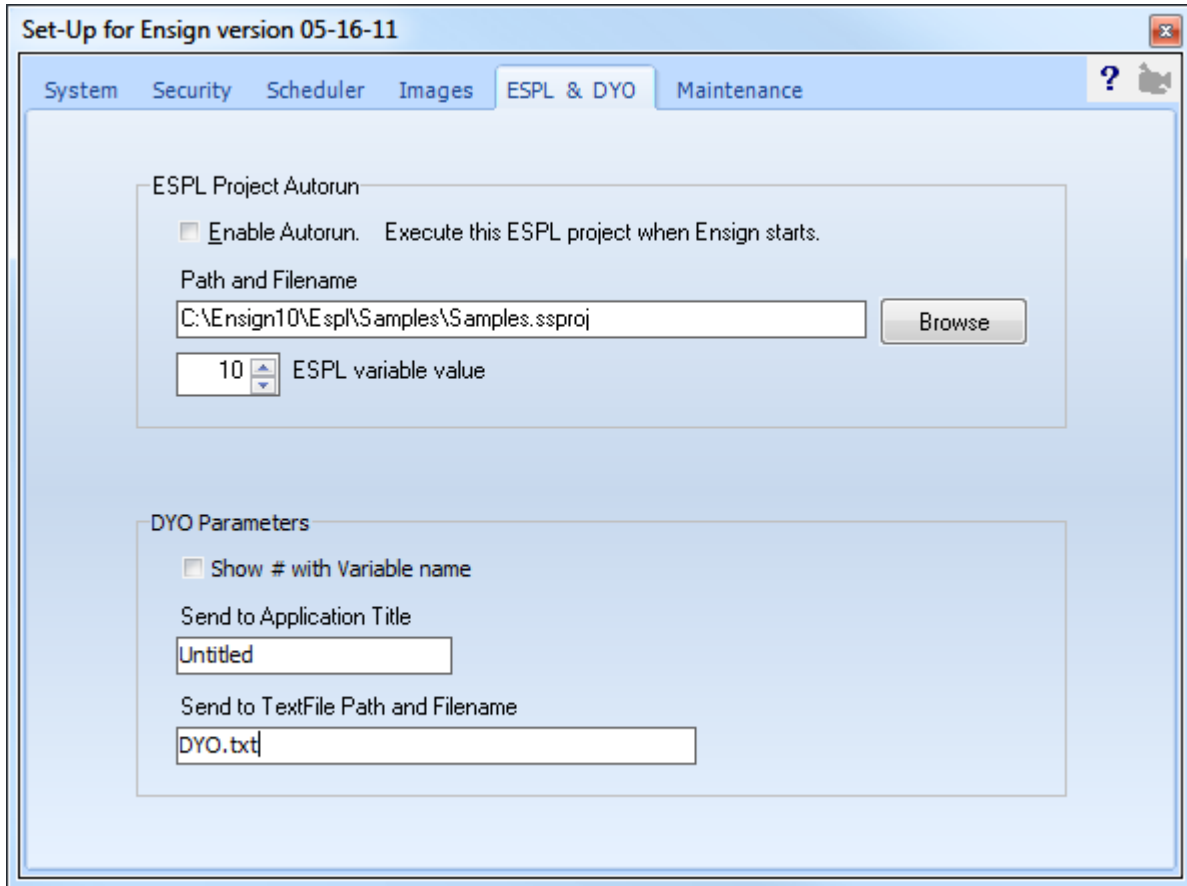 Set-Up for Ensign version 05-16-11
System Security Scheduler Images ESPL & DYO Maintenance ?
ESPL Project Autorun
Enable Autorun. Execute this ESPL project when Ensign starts.
Path and Filename
C:\Ensign10\Espl\Samples\Samples.ssproj Browse
10 ESPL variable value
DYO Parameters
Show # with Variable name
Send to Application Title
Untitled
Send to TextFile Path and Filename
DYO.txt